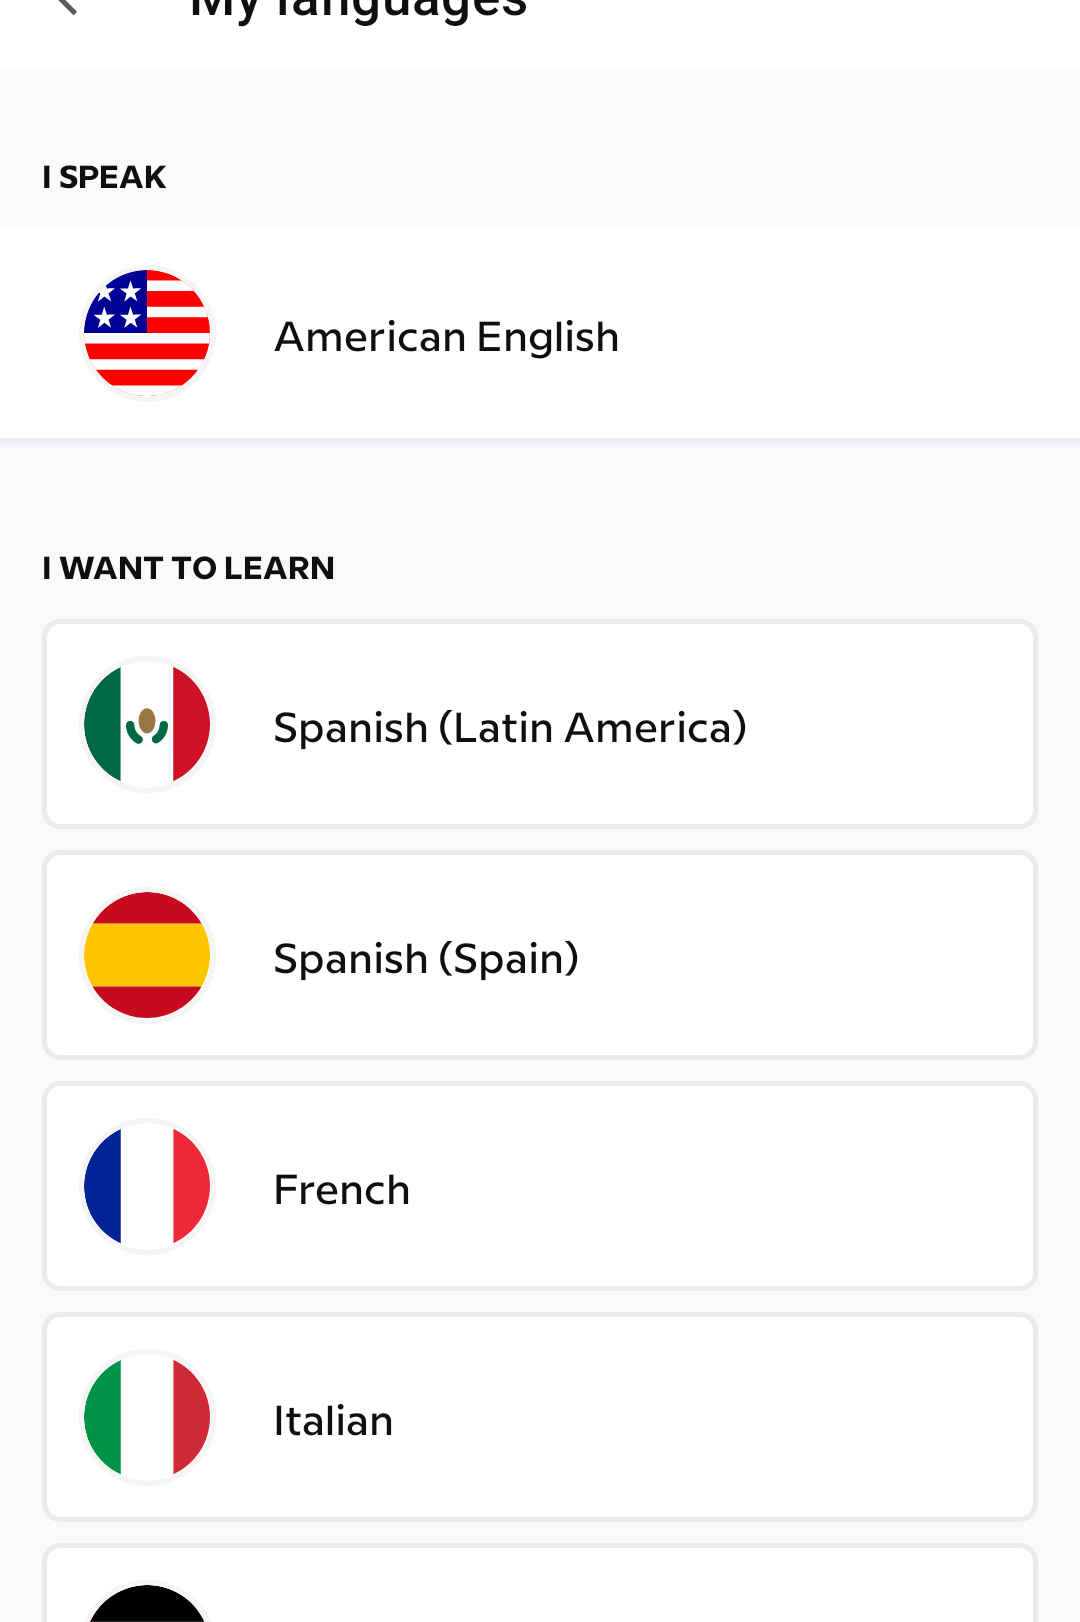 My languages
I SPEAK
American English
I WANT TO LEARN
Spanish (Latin America)
Spanish (Spain)
French
Italian